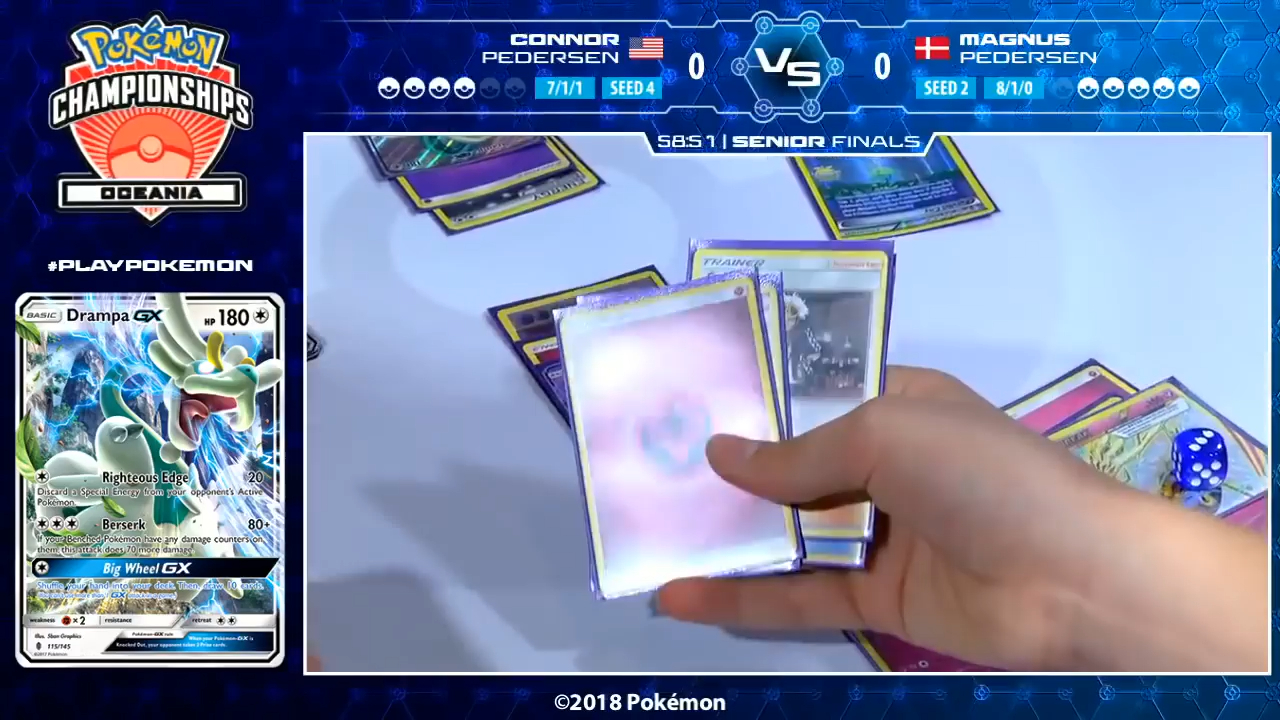 POKéMON
CHAMPIONSHIPS
OCEANIA
#PLAYPOKEMON
CONNOR
PEDERSEN
7/1/1
SEED 4
0
VS
0
MAGNUS
PEDERSEN
SEED 2
8/1/0
58:51 | SENIOR FINALS
BASIC Drampa GX HP 180
Righteous Edge 20
Discard a Special Energy from your opponent's Active
Pokémon.
Berserk 80+
If your Benched Pokémon have any damage counters on
them, this attack does 70 more damage.
Big Wheel GX
Shuffle your hand into your deck. Then, draw 10 cards.
weakness ×2 resistance retreat
115/145
TRAINER
©2018 Pokémon